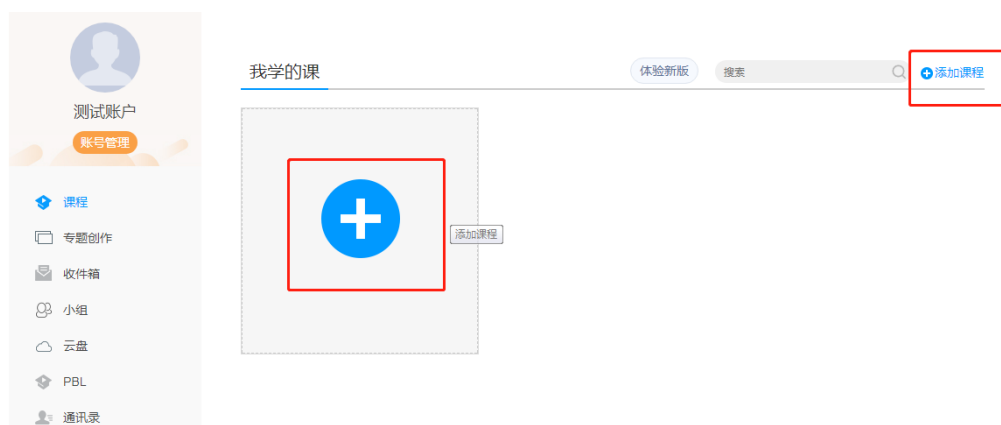 测试账户
账号管理
课程
专题创作
收件箱
小组
云盘
PBL
通讯录
我学的课
体验新版
搜索
添加课程
添加课程